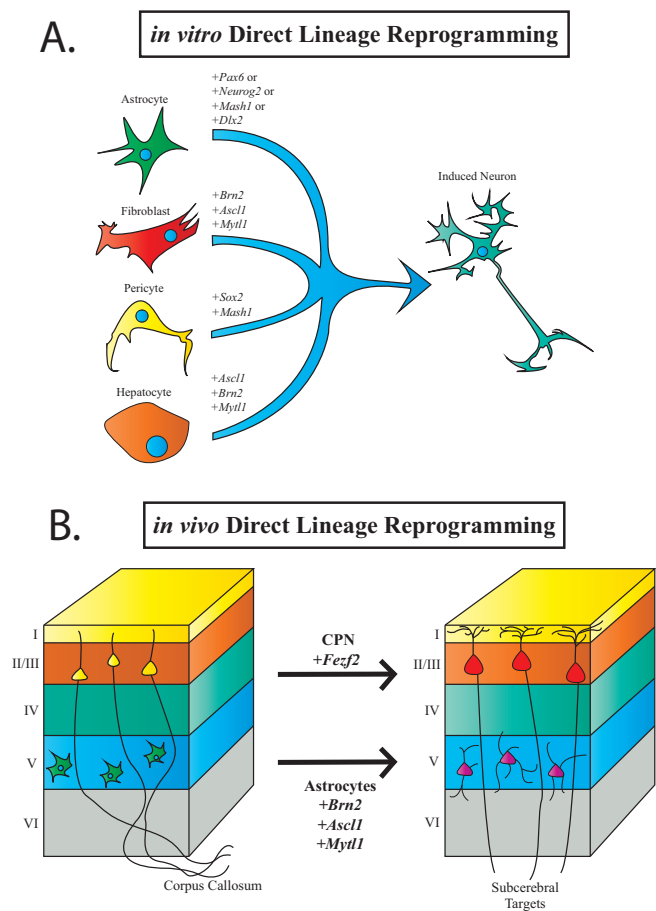 A.
in vitro Direct Lineage Reprogramming
Astrocyte
+Pax6 or
+Neurog2 or
+Mash1 or
+Dlx2
Fibroblast
+Brn2
+Ascl1
+Mytl1
Pericyte
+Sox2
+Mash1
Hepatocyte
+Ascl1
+Brn2
+Mytl1
Induced Neuron
B.
in vivo Direct Lineage Reprogramming
I
II/III
IV
V
VI
Corpus Callosum
CPN
+Fezf2
Astrocytes
+Brn2
+Ascl1
+Mytl1
I
II/III
IV
V
VI
Subcerebral
Targets